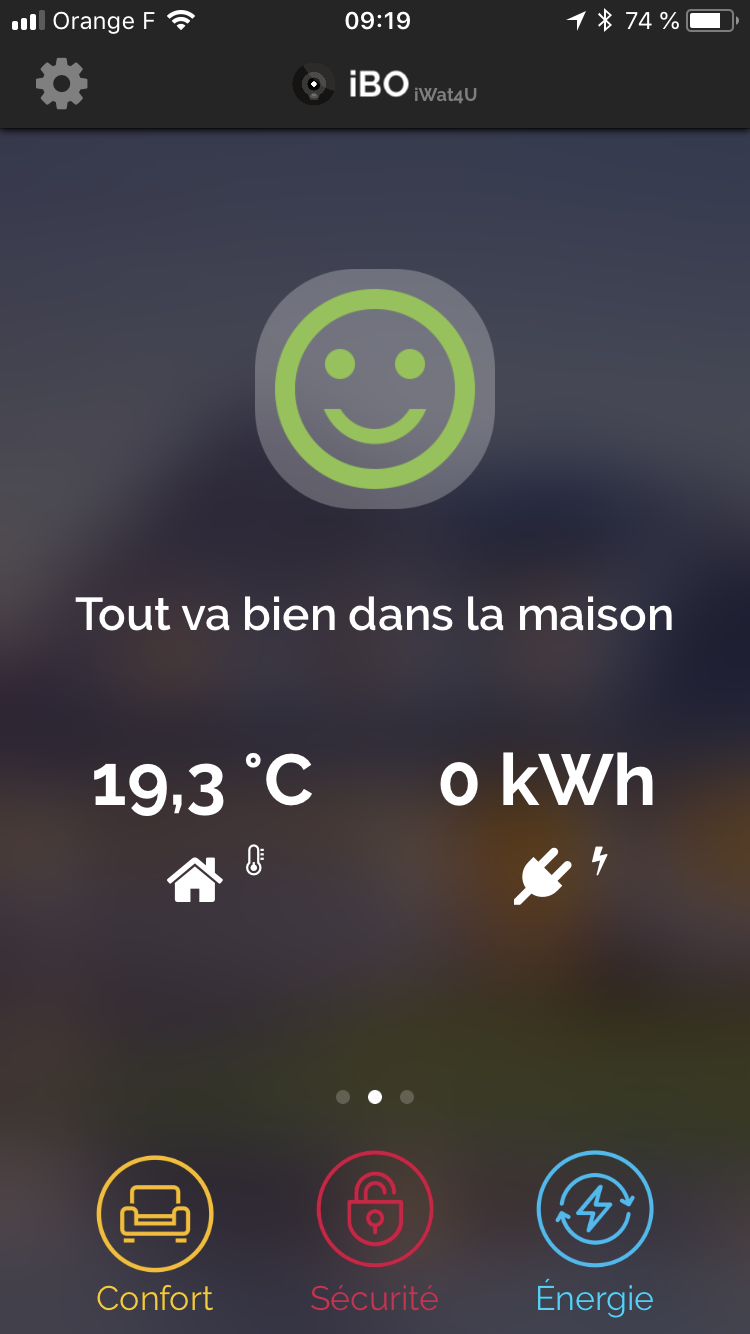 Orange F 09:19 74 %
iBO iWat4U
Tout va bien dans la maison
19,3 °C 0 kWh
Confort Sécurité Énergie